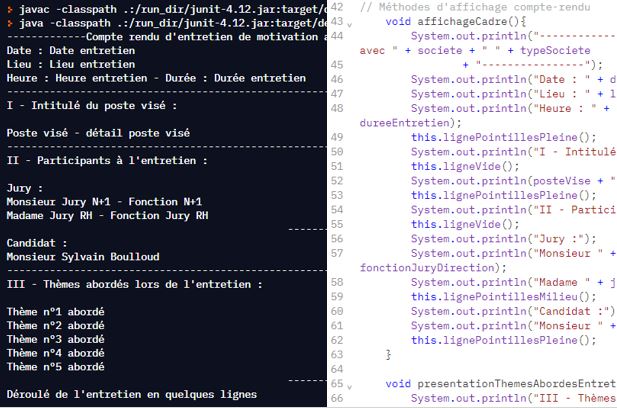 javac -classpath .:/run_dir/junit-4.12.jar:target/
java -classpath .:/run_dir/junit-4.12.jar:target/de
-------------Compte rendu d'entretien de motivation a
Date : Date entretien
Lieu : Lieu entretien
Heure : Heure entretien - Durée : Durée entretien
I - Intitulé du poste visé :
Poste visé - détail poste visé
II - Participants à l'entretien :
Jury :
Monsieur Jury N+1 - Fonction N+1
Madame Jury RH - Fonction Jury RH
Candidat :
Monsieur Sylvain Boulloud
III - Thèmes abordés lors de l'entretien :
Thème n°1 abordé
Thème n°2 abordé
Thème n°3 abordé
Thème n°4 abordé
Thème n°5 abordé
Déroulé de l'entretien en quelques lignes
42 // Méthodes d'affichage compte-rendu
43 void affichageCadre(){
44 System.out.println("------------
avec " + societe + " " + typeSociete
45 + "---------------");
46 System.out.println("Date : " + d
47 System.out.println("Lieu : " + l
48 System.out.println("Heure : " +
dureeEntretien);
49 this.lignePointillesPleine();
50 System.out.println("I - Intitulé
51 this.ligneVide();
52 System.out.println(posteVise + "
53 this.lignePointillesPleine();
54 System.out.println("II - Partici
55 this.ligneVide();
56 System.out.println("Jury :");
57 System.out.println("Monsieur " +
fonctionJuryDirection);
58 System.out.println("Madame " + j
59 this.lignePointillesMilieu();
60 System.out.println("Candidat :")
61 System.out.println("Monsieur " +
62 this.lignePointillesPleine();
63 }
64
65 void presentationThemesAbordesEntret
66 System.out.println("III - Thèmes